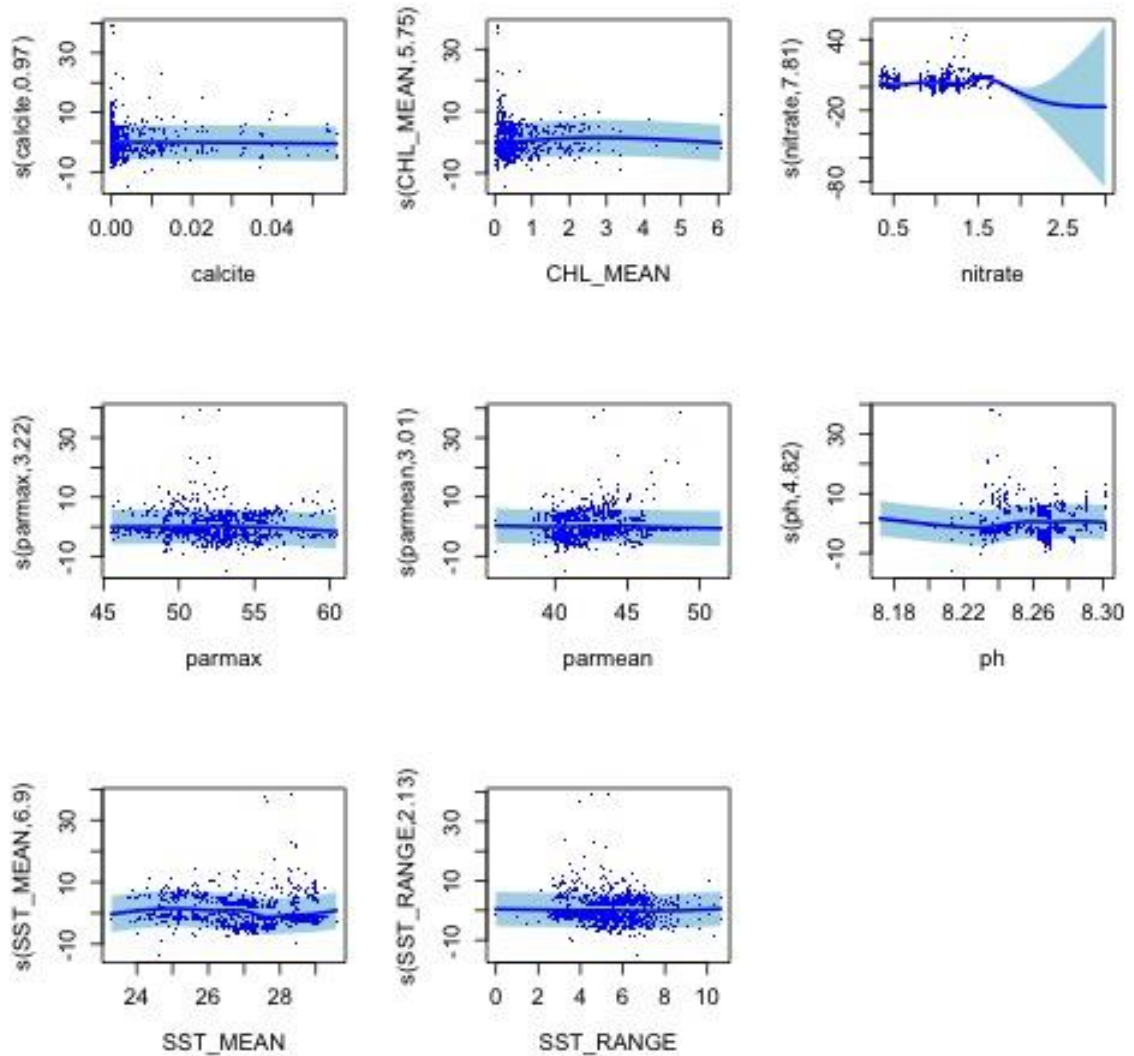 s(calcite,0.97)
30
10
-10
0.00 0.02 0.04
calcite
s(CHL_MEAN,5.75)
30
10
-10
0 1 2 3 4 5 6
CHL_MEAN
s(nitrate,7.81)
40
-20
-80
0.5 1.5 2.5
nitrate
s(parmax,3.22)
30
10
-10
45 50 55 60
parmax
s(parmean,3.01)
30
10
-10
40 45 50
parmean
s(ph,4.82)
30
10
-10
8.18 8.22 8.26 8.30
ph
s(SST_MEAN,6.9)
30
10
-10
24 26 28
SST_MEAN
s(SST_RANGE,2.13)
30
10
-10
0 2 4 6 8 10
SST_RANGE